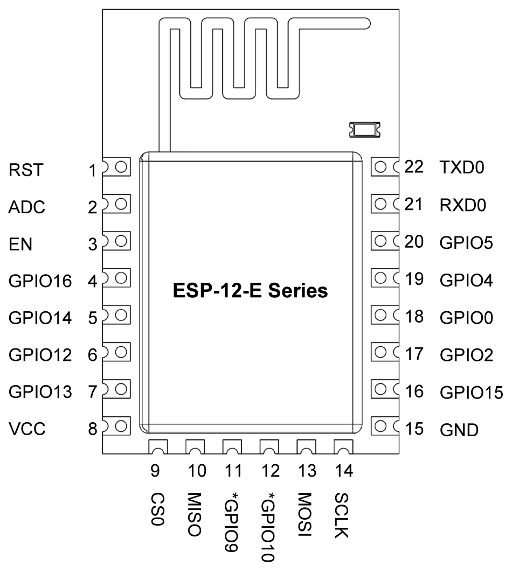 RST 1 22 TXD0
ADC 2 21 RXD0
EN 3 20 GPIO5
GPIO16 4 19 GPIO4
ESP-12-E Series
GPIO14 5 18 GPIO0
GPIO12 6 17 GPIO2
GPIO13 7 16 GPIO15
VCC 8 15 GND
9 10 11 12 13 14
CS0 MISO *GPIO9 *GPIO10 MOSI SCLK